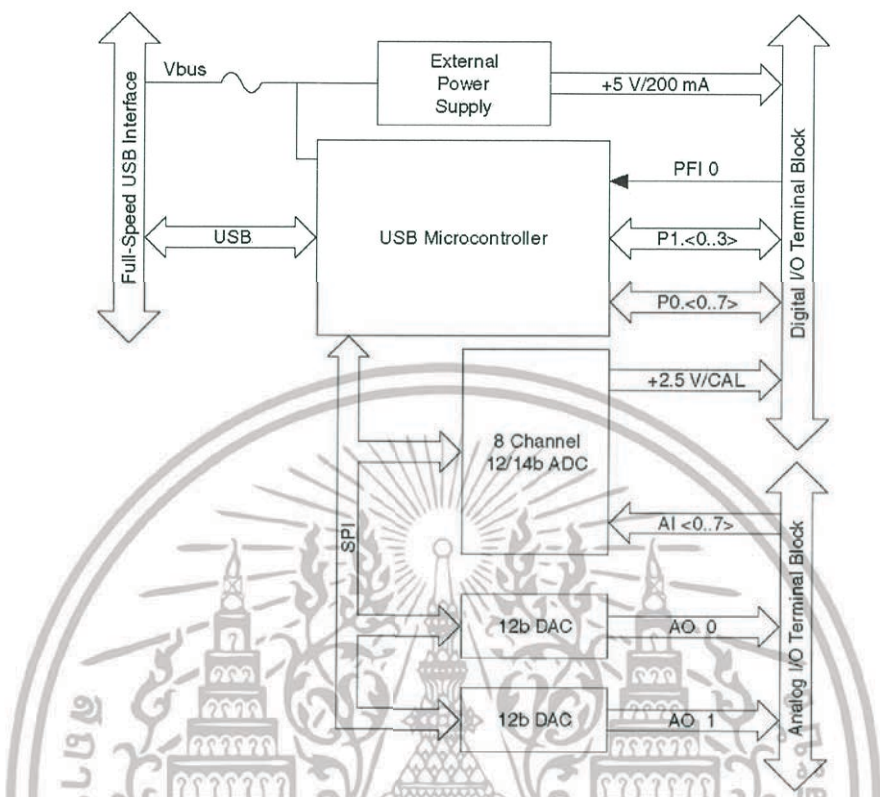 Vbus
External
Power
Supply
+5 V/200 mA
Full-Speed USB Interface
PFI 0
USB
USB Microcontroller
P1.<0..3>
P0.<0..7>
Digital I/O Terminal Block
+2.5 V/CAL
8 Channel
12/14b ADC
SPI
AI <0..7>
12b DAC
AO 0
12b DAC
AO 1
Analog I/O Terminal Block